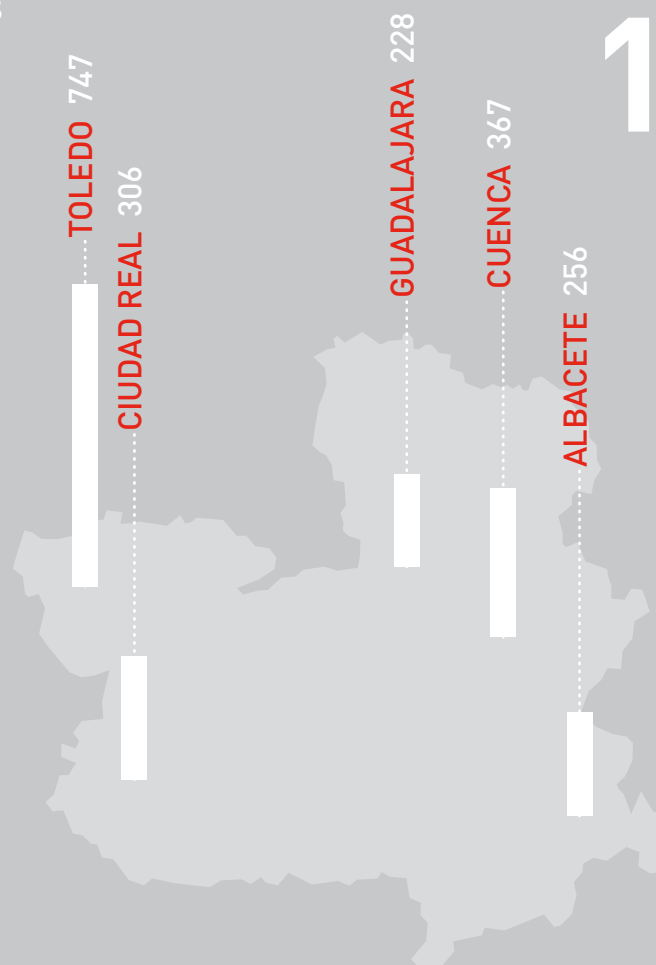 TOLEDO 747
CIUDAD REAL 306
GUADALAJARA 228
CUENCA 367
ALBACETE 256
1